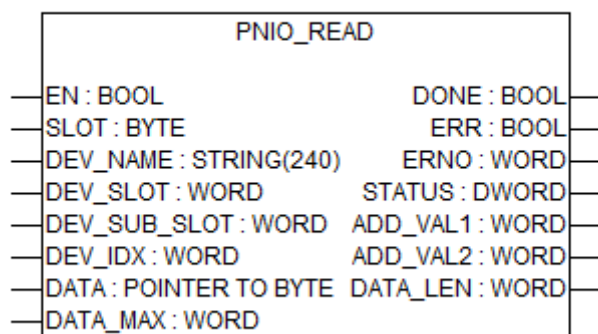 PNIO_READ
EN : BOOL DONE : BOOL
SLOT : BYTE ERR : BOOL
DEV_NAME : STRING(240) ERNO : WORD
DEV_SLOT : WORD STATUS : DWORD
DEV_SUB_SLOT : WORD ADD_VAL1 : WORD
DEV_IDX : WORD ADD_VAL2 : WORD
DATA : POINTER TO BYTE DATA_LEN : WORD
DATA_MAX : WORD